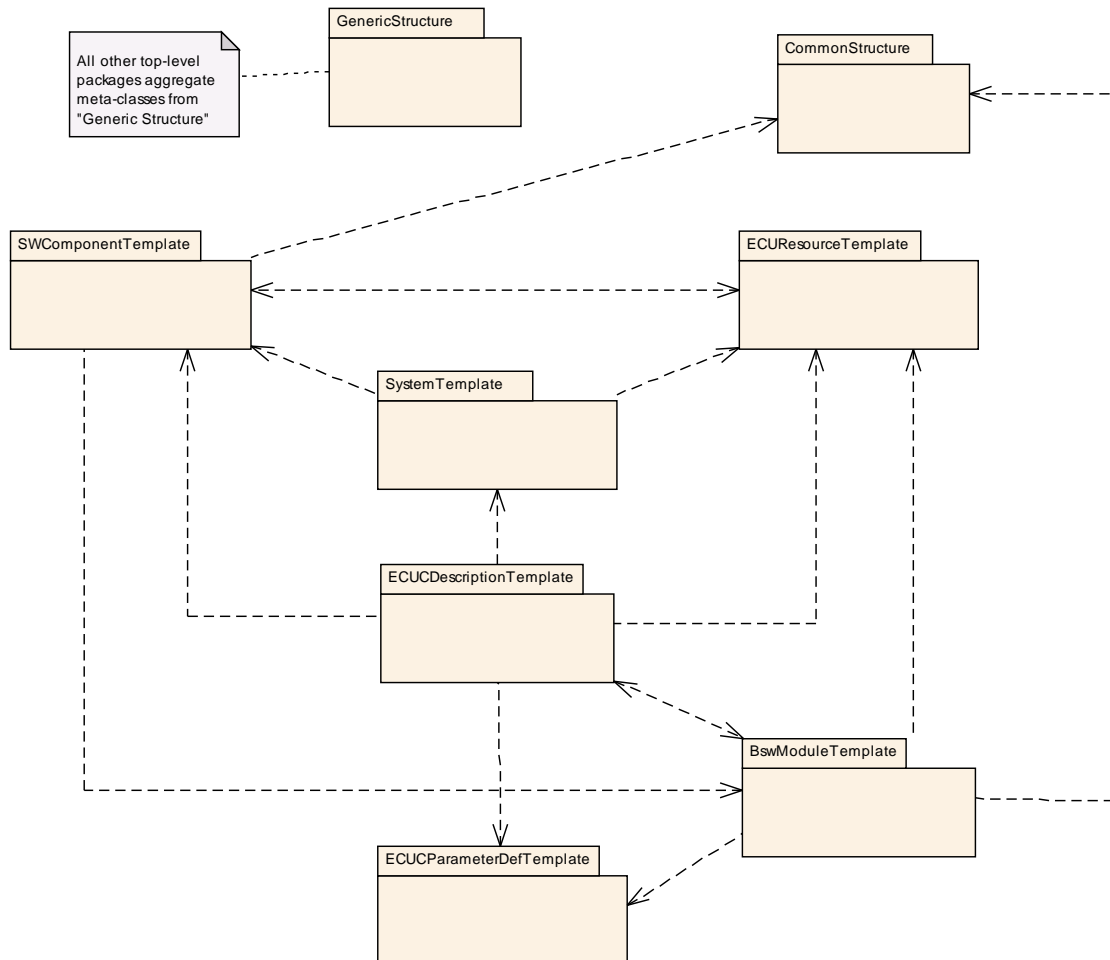 GenericStructure
CommonStructure
All other top-level
packages aggregate
meta-classes from
"Generic Structure"
SWComponentTemplate
ECUResourceTemplate
SystemTemplate
ECUCDescriptionTemplate
BswModuleTemplate
ECUCParameterDefTemplate